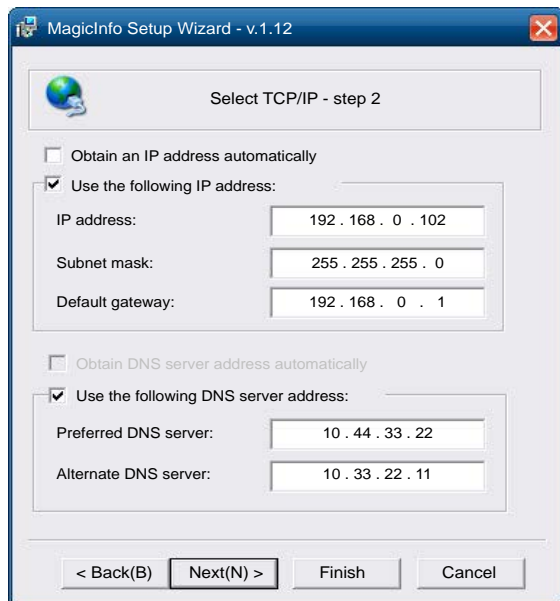 MagicInfo Setup Wizard - v.1.12
Select TCP/IP - step 2
Obtain an IP address automatically
Use the following IP address:
IP address: 192 . 168 . 0 . 102
Subnet mask: 255 . 255 . 255 . 0
Default gateway: 192 . 168 . 0 . 1
Obtain DNS server address automatically
Use the following DNS server address:
Preferred DNS server: 10 . 44 . 33 . 22
Alternate DNS server: 10 . 33 . 22 . 11
< Back(B) Next(N) > Finish Cancel